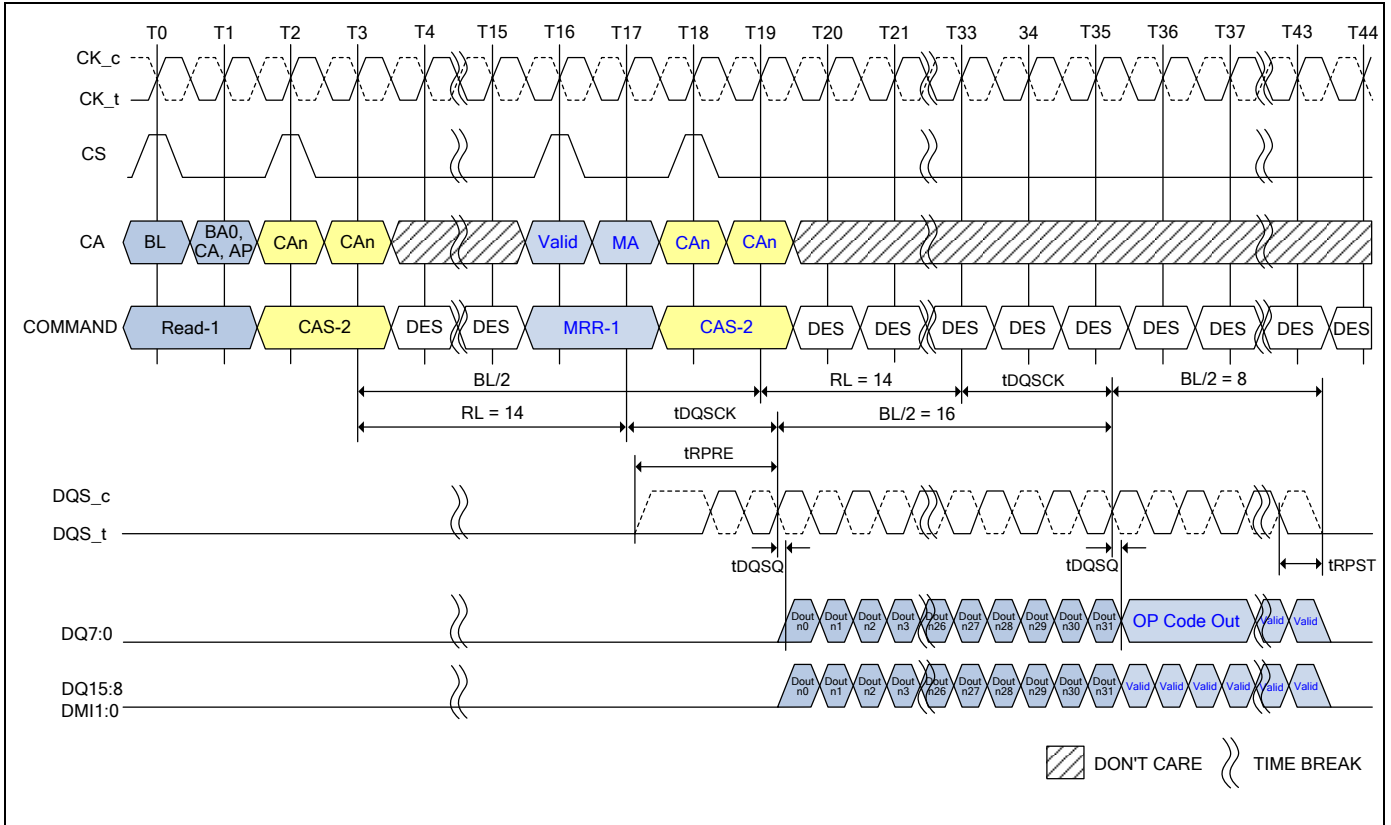 T0 T1 T2 T3 T4 T15 T16 T17 T18 T19 T20 T21 T33 34 T35 T36 T37 T43 T44
CK_c
CK_t
CS
CA BL BA0, CA, AP CAn CAn Valid MA CAn CAn
COMMAND Read-1 CAS-2 DES DES MRR-1 CAS-2 DES DES DES DES DES DES DES DES DES
BL/2 RL = 14 tDQSCK BL/2 = 8
RL = 14 tDQSCK BL/2 = 16
tRPRE
DQS_c
DQS_t
tDQSQ tDQSQ tRPST
DQ7:0 Dout n0 Dout n1 Dout n2 Dout n3 Dout n26 Dout n27 Dout n28 Dout n29 Dout n30 Dout n31 OP Code Out Valid Valid
DQ15:8
DMI1:0 Dout n0 Dout n1 Dout n2 Dout n3 Dout n26 Dout n27 Dout n28 Dout n29 Dout n30 Dout n31 Valid Valid Valid Valid Valid Valid
DON'T CARE TIME BREAK